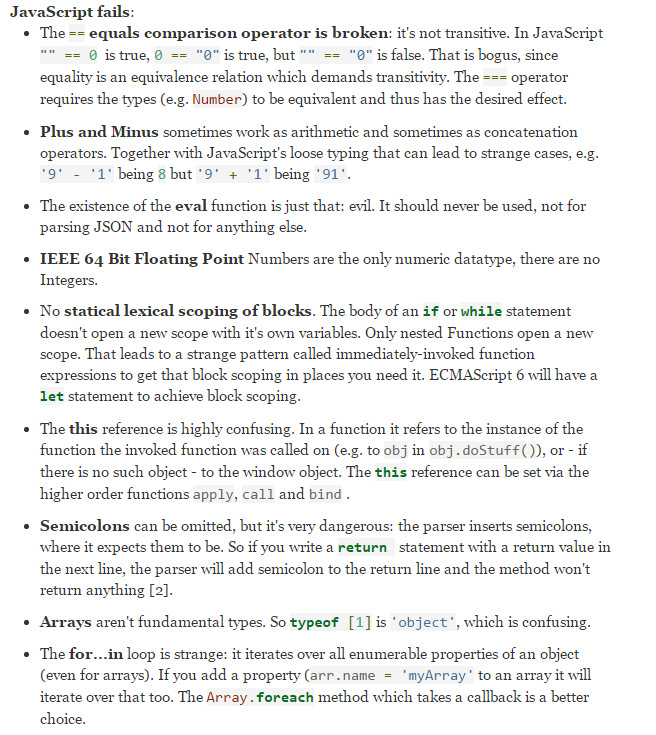 JavaScript fails:
• The == equals comparison operator is broken: it's not transitive. In JavaScript
"" == 0 is true, 0 == "0" is true, but "" == "0" is false. That is bogus, since
equality is an equivalence relation which demands transitivity. The === operator
requires the types (e.g. Number) to be equivalent and thus has the desired effect.
• Plus and Minus sometimes work as arithmetic and sometimes as concatenation
operators. Together with JavaScript's loose typing that can lead to strange cases, e.g.
'9' - '1' being 8 but '9' + '1' being '91'.
• The existence of the eval function is just that: evil. It should never be used, not for
parsing JSON and not for anything else.
• IEEE 64 Bit Floating Point Numbers are the only numeric datatype, there are no
Integers.
• No statical lexical scoping of blocks. The body of an if or while statement
doesn't open a new scope with it's own variables. Only nested Functions open a new
scope. That leads to a strange pattern called immediately-invoked function
expressions to get that block scoping in places you need it. ECMAScript 6 will have a
let statement to achieve block scoping.
• The this reference is highly confusing. In a function it refers to the instance of the
function the invoked function was called on (e.g. to obj in obj.doStuff()), or - if
there is no such object - to the window object. The this reference can be set via the
higher order functions apply, call and bind .
• Semicolons can be omitted, but it's very dangerous: the parser inserts semicolons,
where it expects them to be. So if you write a return statement with a return value in
the next line, the parser will add semicolon to the return line and the method won't
return anything [2].
• Arrays aren't fundamental types. So typeof [1] is 'object', which is confusing.
• The for...in loop is strange: it iterates over all enumerable properties of an object
(even for arrays). If you add a property (arr.name = 'myArray' to an array it will
iterate over that too. The Array.foreach method which takes a callback is a better
choice.